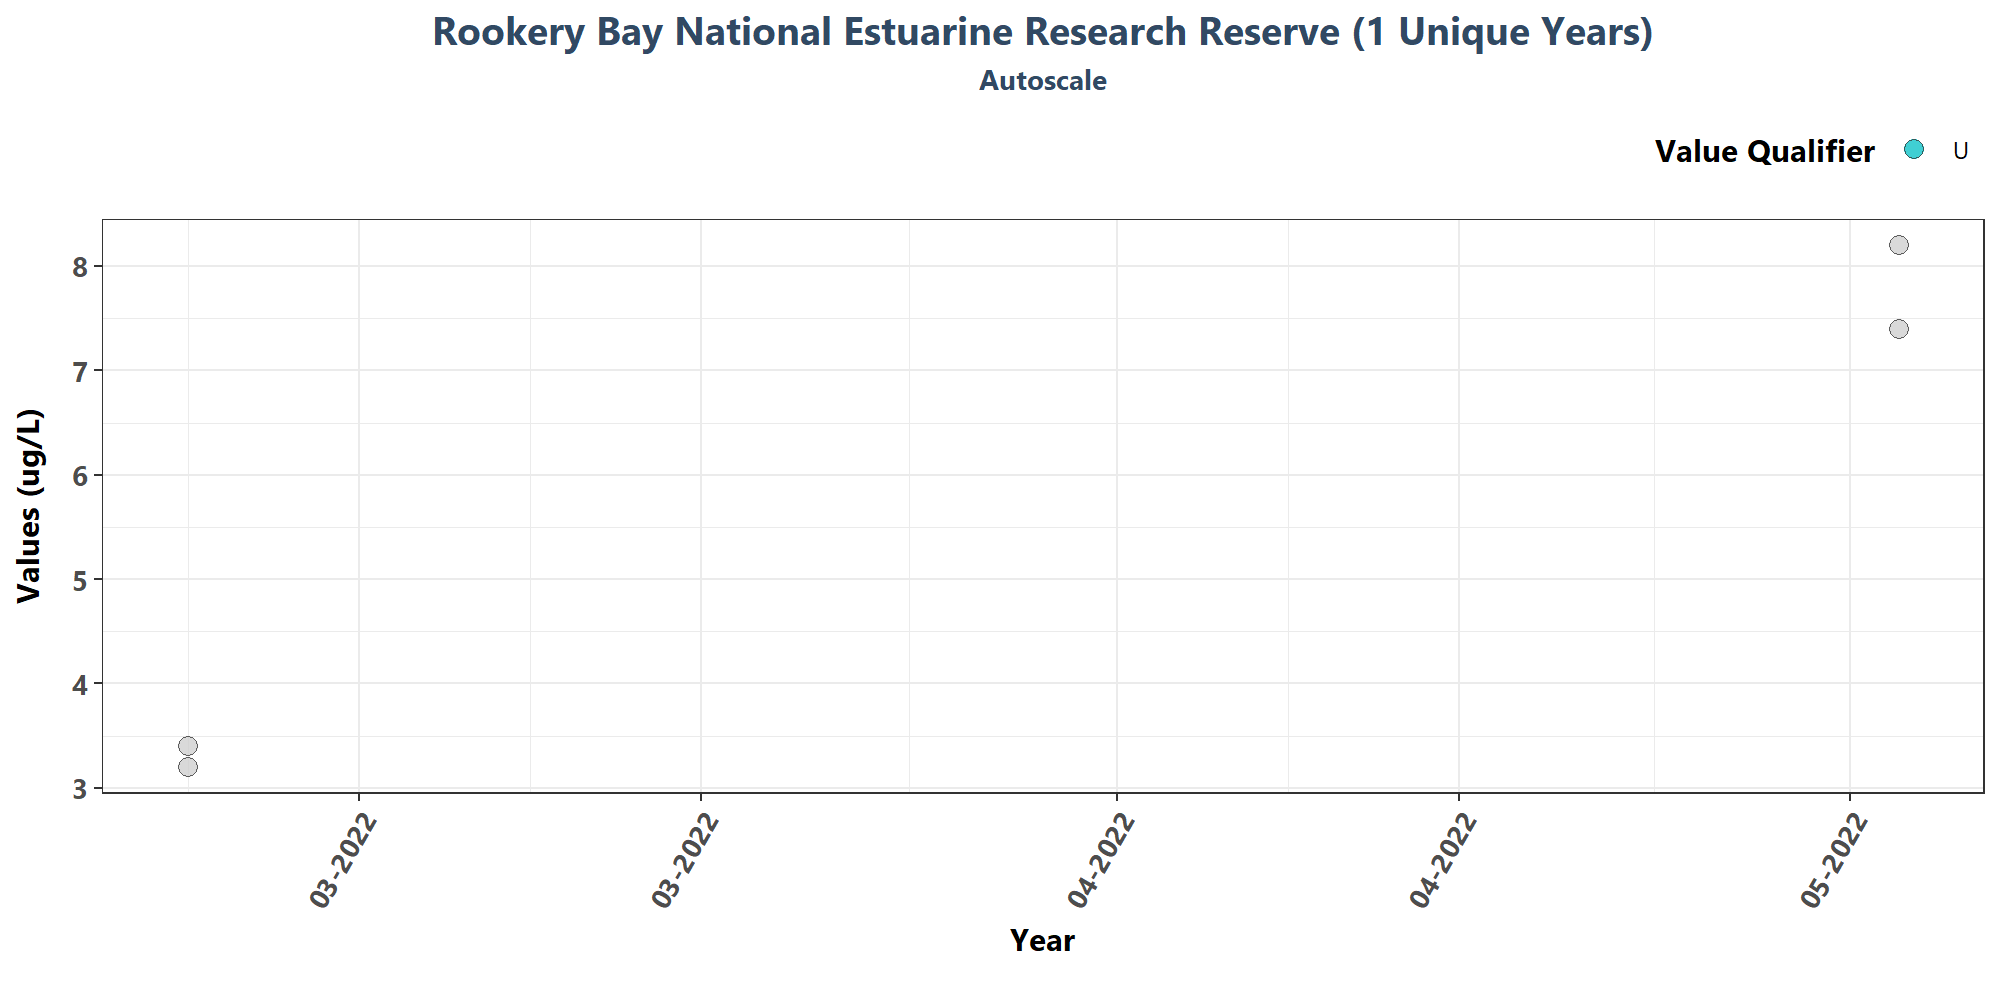 Rookery Bay National Estuarine Research Reserve (1 Unique Years)
Autoscale
Value Qualifier U
8
7
6
5
4
3
Values (ug/L)
03-2022
03-2022
04-2022
04-2022
05-2022
Year